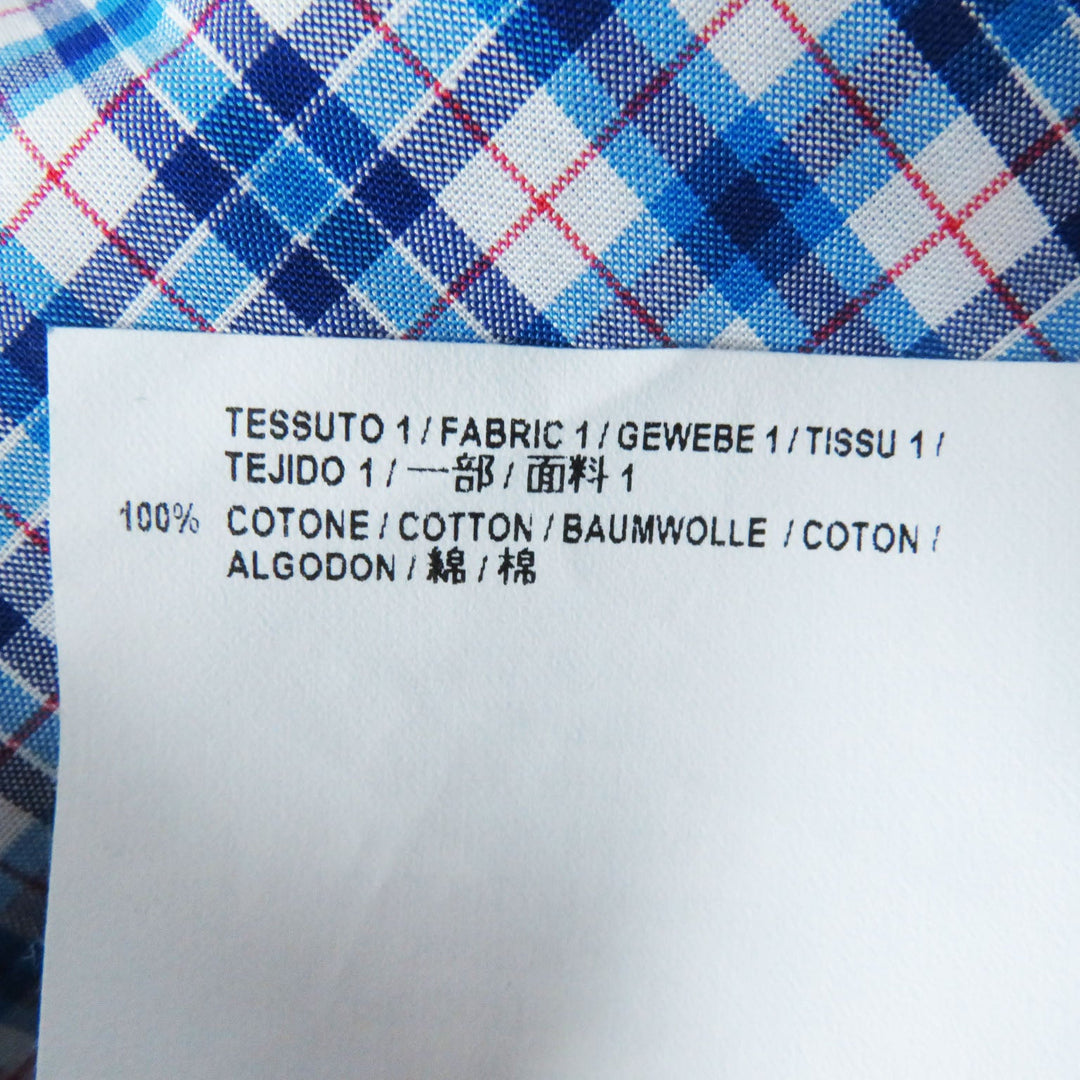 TESSUTO 1 / FABRIC 1 / GEWEBE 1 / TISSU 1 /
TEJIDO 1 / 一部 / 面料 1
100% COTONE / COTTON / BAUMWOLLE / COTON /
ALGODON / 綿 / 棉